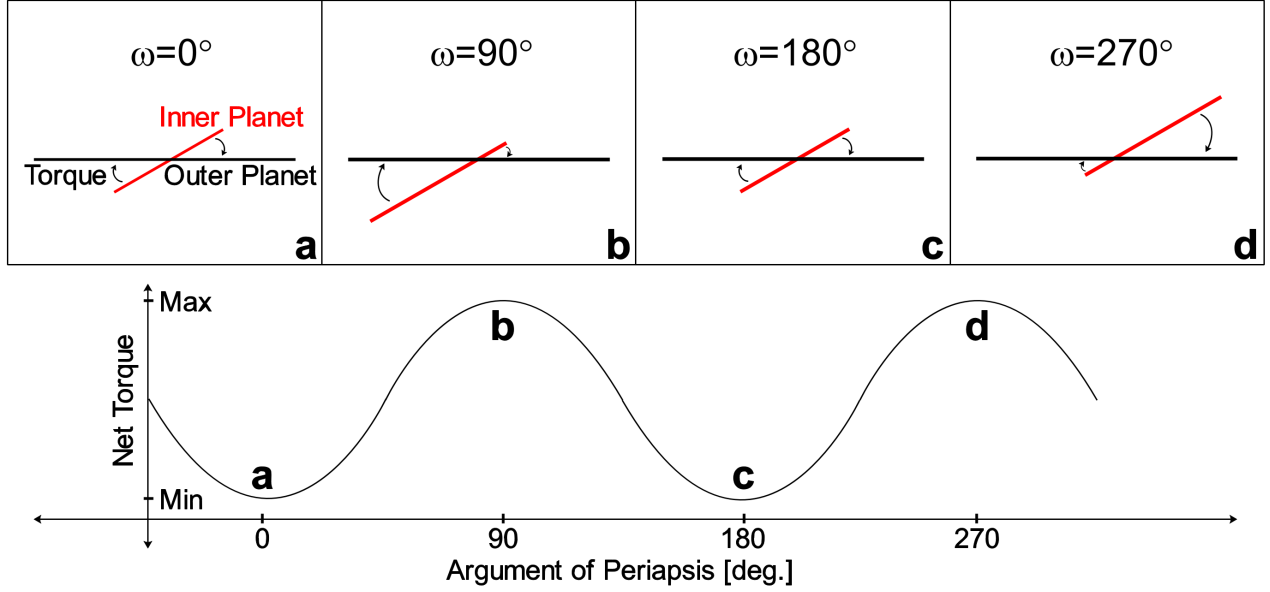 ω=0°
ω=90°
ω=180°
ω=270°
Inner Planet
Torque
Outer Planet
a
b
c
d
Max
b
d
Net Torque
a
c
Min
0
90
180
270
Argument of Periapsis [deg.]